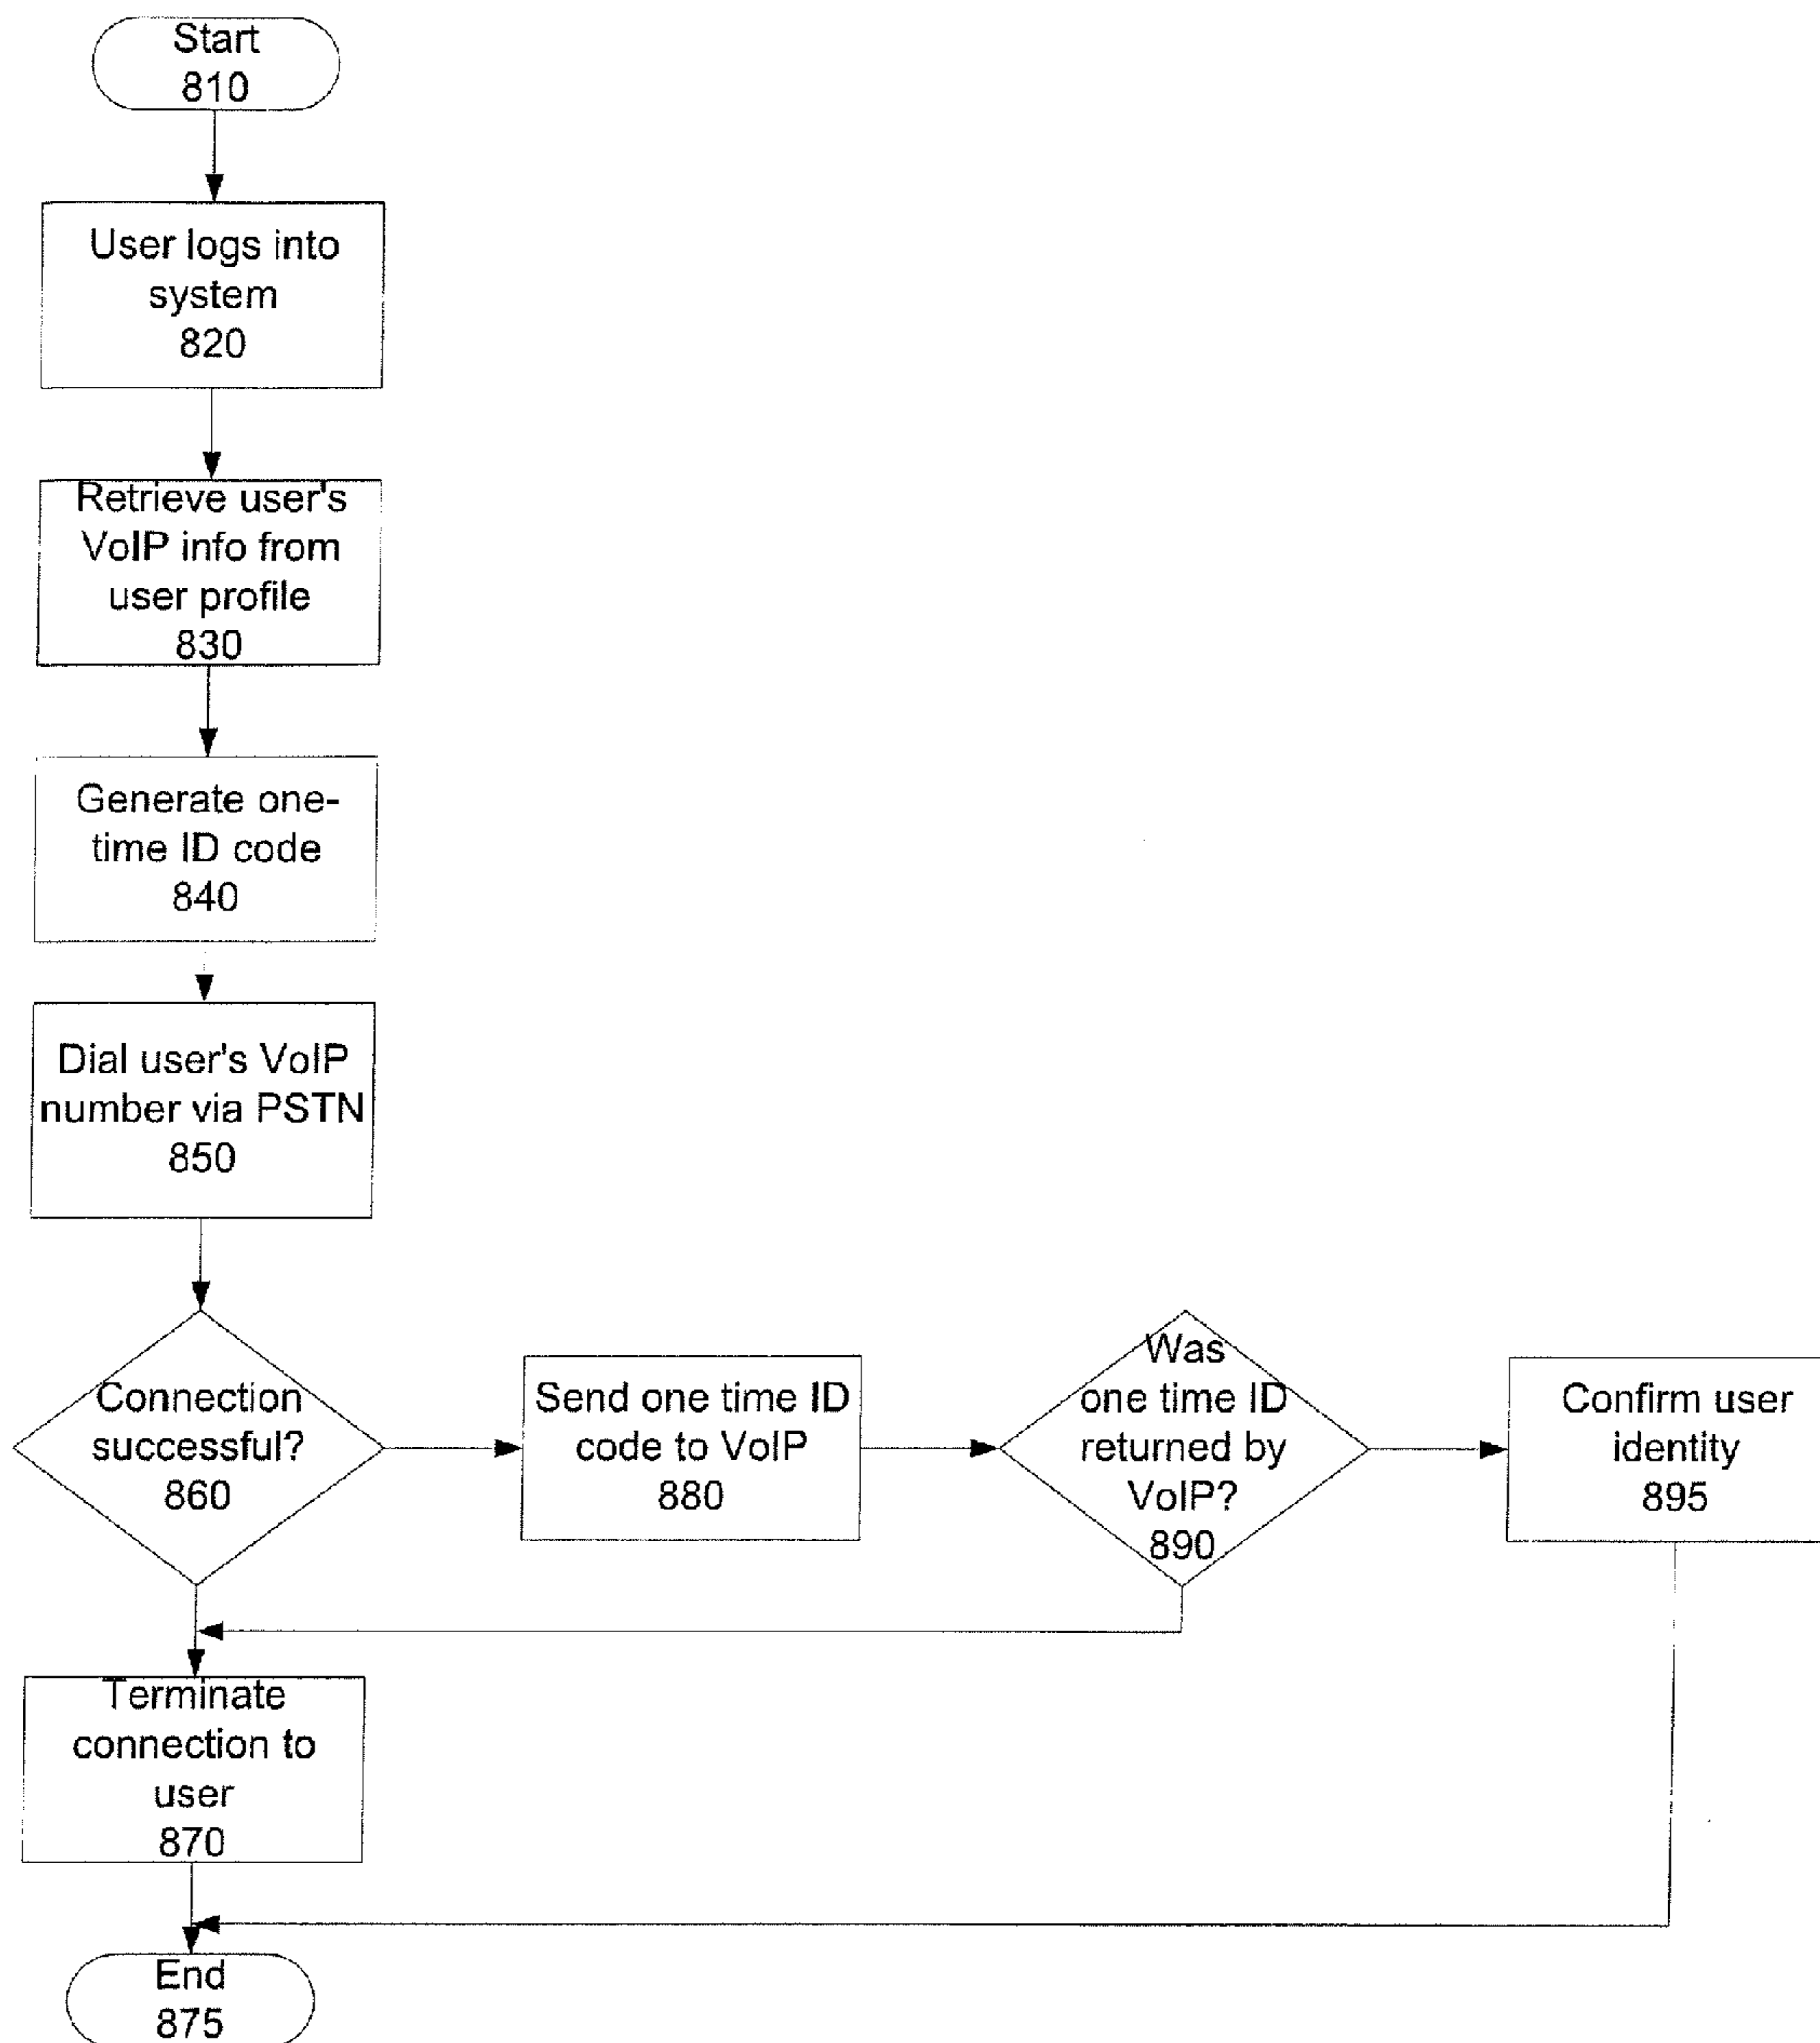 Start
810
User logs into
system
820
Retrieve user's
VoIP info from
user profile
830
Generate one-
time ID code
840
Dial user's VoIP
number via PSTN
850
Connection
successful?
860
Send one time ID
code to VoIP
880
Was
one time ID
returned by
VoIP?
890
Confirm user
identity
895
Terminate
connection to
user
870
End
875